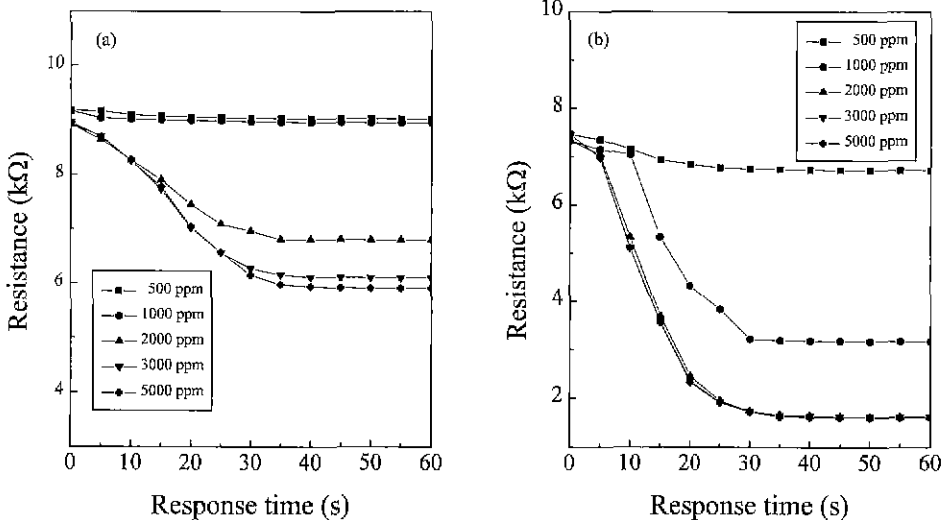 (a)
10
8
6
4
Resistance (kΩ)
500 ppm
1000 ppm
2000 ppm
3000 ppm
5000 ppm
0 10 20 30 40 50 60
Response time (s)
(b)
10
8
6
4
2
Resistance (kΩ)
500 ppm
1000 ppm
2000 ppm
3000 ppm
5000 ppm
0 10 20 30 40 50 60
Response time (s)